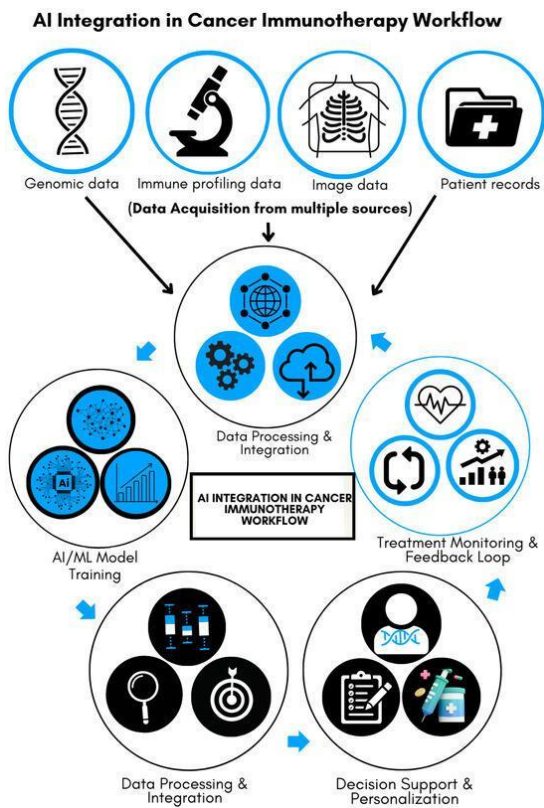 AI Integration in Cancer Immunotherapy Workflow
Genomic data
Immune profiling data
Image data
Patient records
(Data Acquisition from multiple sources)
Data Processing &
Integration
AI/ML Model
Training
Ai
AI INTEGRATION IN CANCER
IMMUNOTHERAPY
WORKFLOW
Treatment Monitoring &
Feedback Loop
Data Processing &
Integration
Decision Support &
Personalization